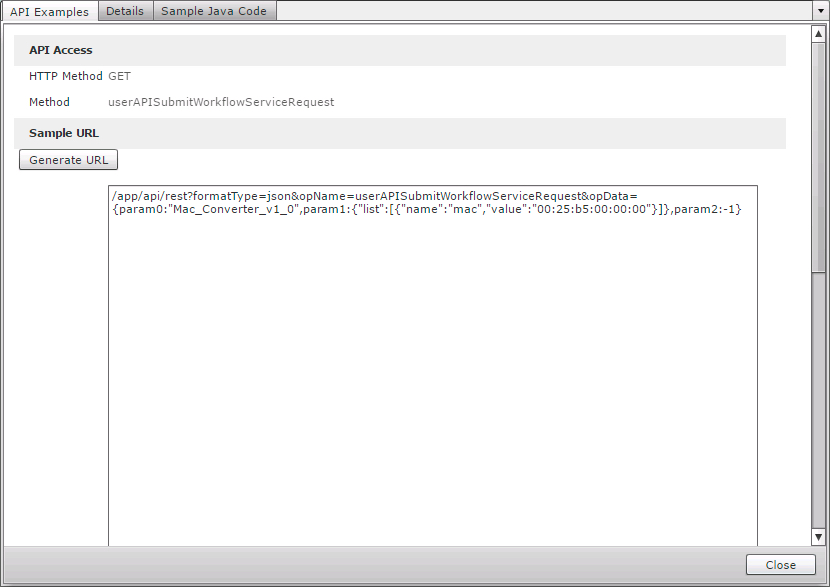 API Examples Details Sample Java Code
API Access
HTTP Method GET
Method userAPISubmitWorkflowServiceRequest
Sample URL
Generate URL
/app/api/rest?formatType=json&opName=userAPISubmitWorkflowServiceRequest&opData=
{param0:"Mac_Converter_v1_0",param1:{"list":[{"name":"mac","value":"00:25:b5:00:00:00"}]},param2:-1}
Close